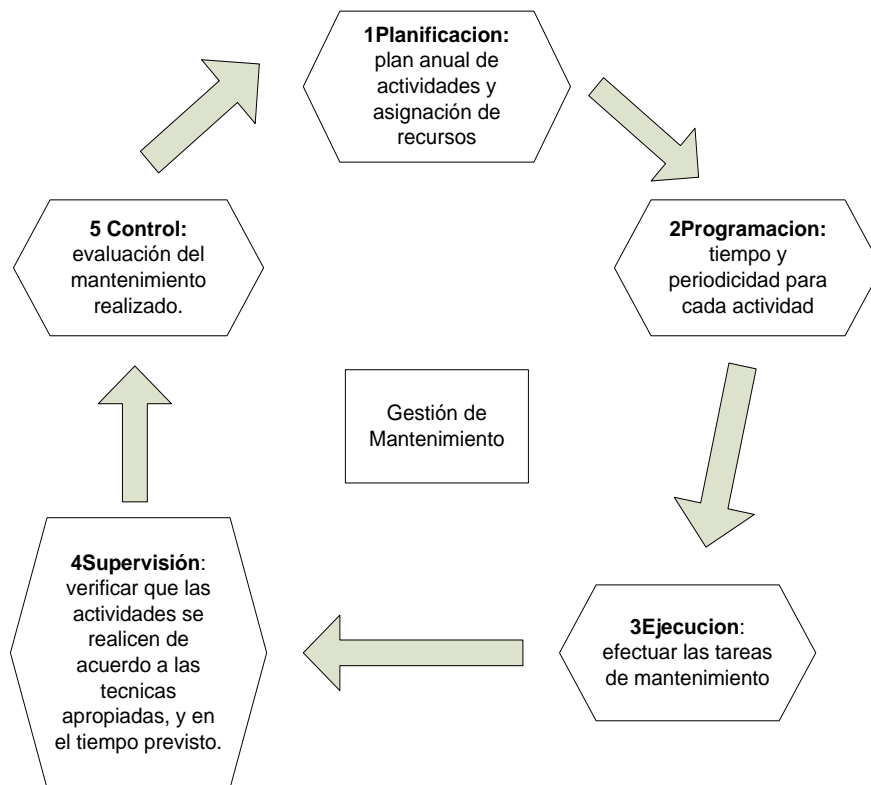 1Planificacion:
plan anual de
actividades y
asignación de
recursos
2Programacion:
tiempo y
periodicidad para
cada actividad
3Ejecucion:
efectuar las tareas
de mantenimiento
4Supervisión:
verificar que las
actividades se
realicen de
acuerdo a las
tecnicas
apropiadas, y en
el tiempo previsto.
5 Control:
evaluación del
mantenimiento
realizado.
Gestión de
Mantenimiento